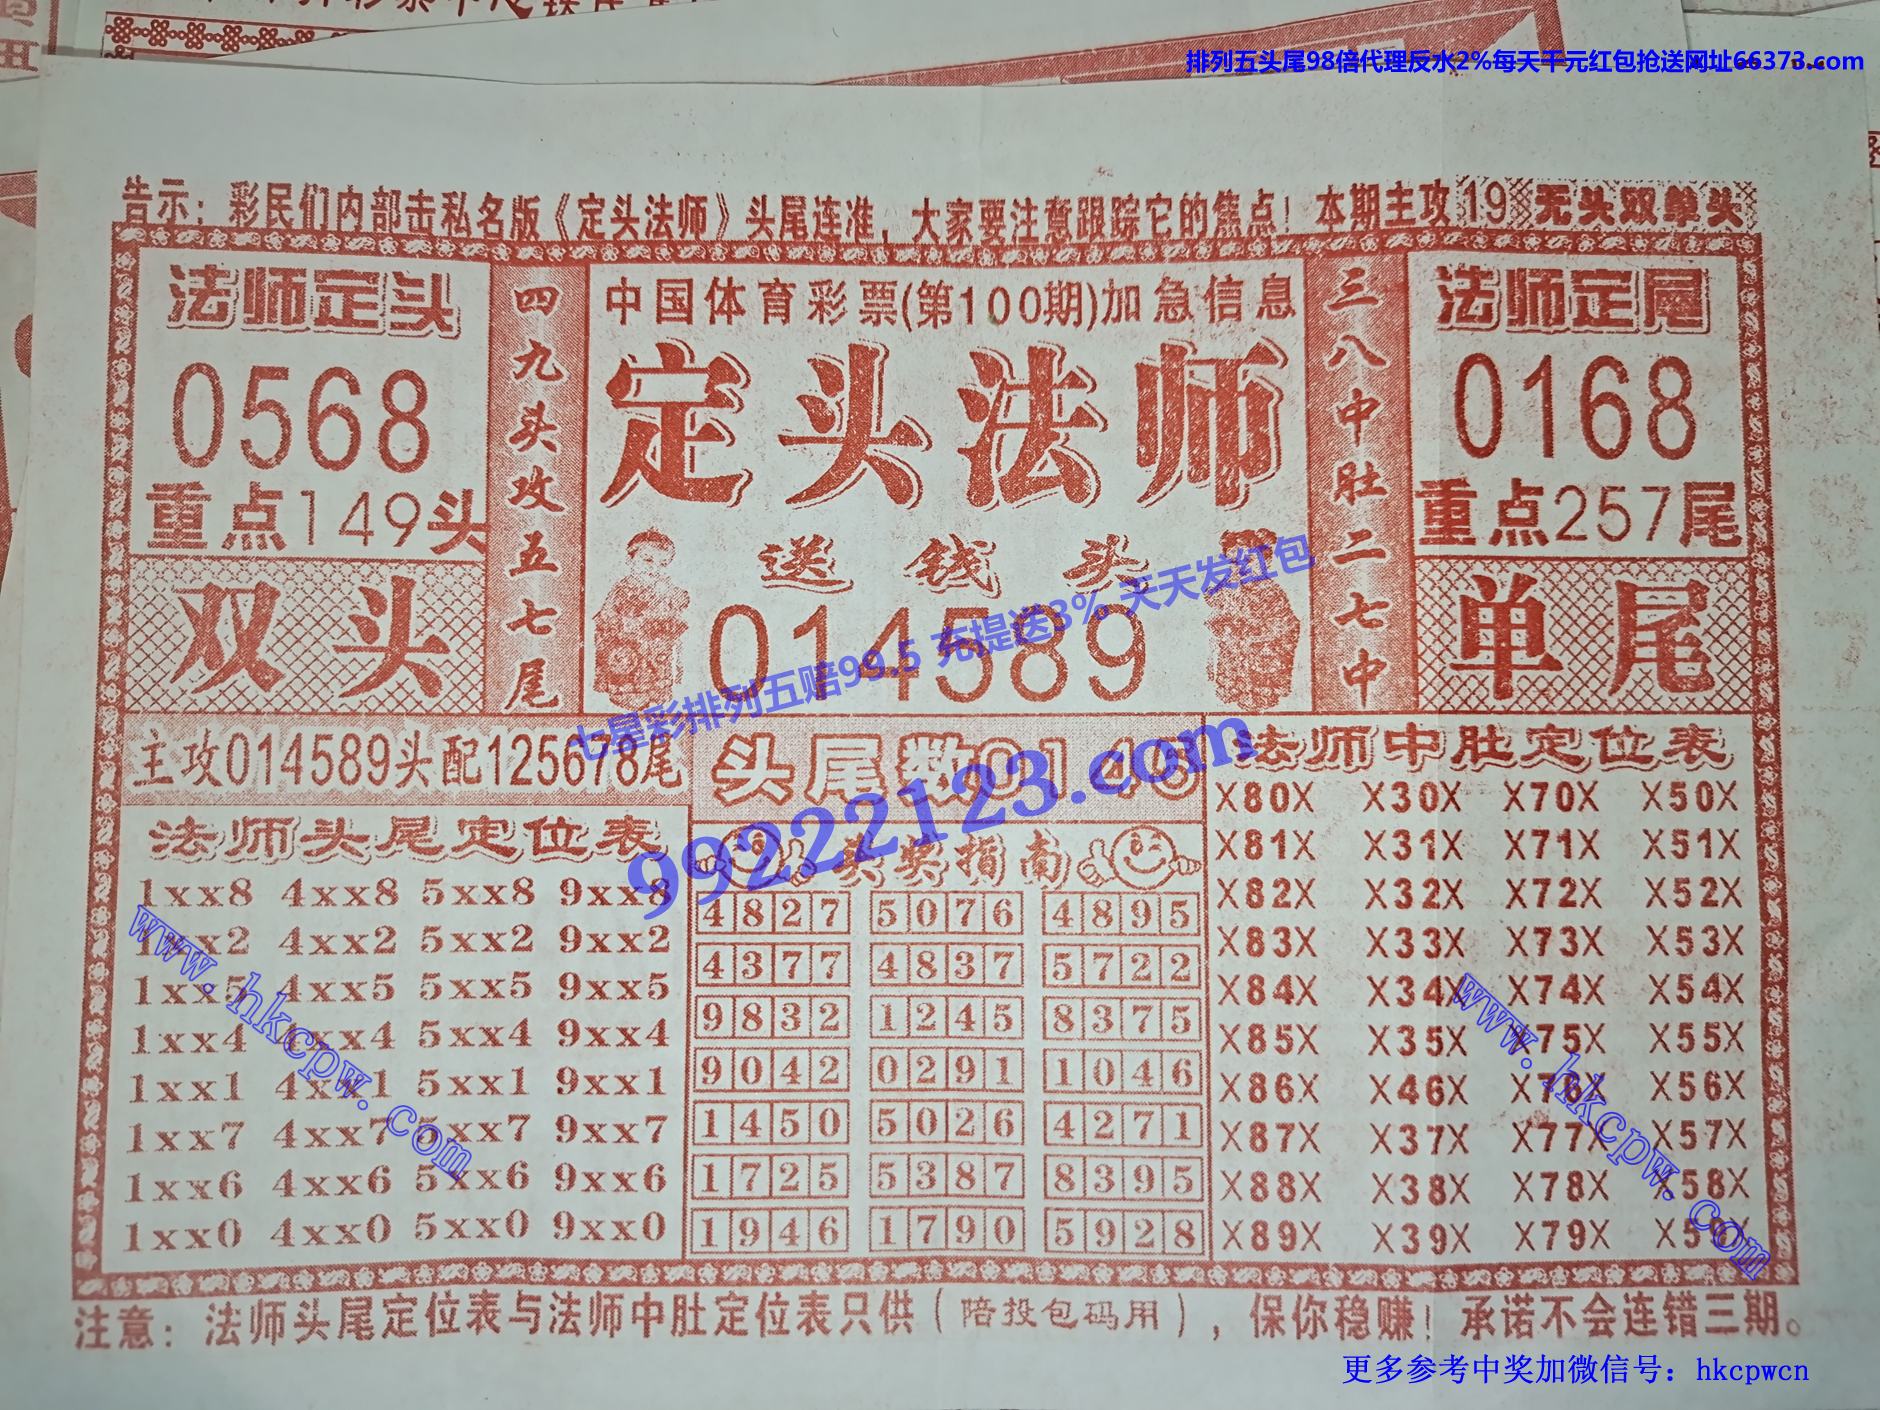 排列五头尾98倍代理反水2%每天千元红包抢送网址66373.com
告示：彩民们内部击私名版《定头法师》头尾连准，大家要注意跟踪它的焦点！本期主攻19无头双单头
法师定头
0568
重点149头
双头
四九头攻五七尾
中国体育彩票(第100期)加急信息
定头法师
送钱头
014589
三八中肚二七中
法师定尾
0168
重点257尾
单尾
七星彩排列五赔99.5 充提送3% 天天发红包
99222123.com
主攻014589头配125678尾
法师头尾定位表
1xx8 4xx8 5xx8 9xx8
1xx2 4xx2 5xx2 9xx2
1xx5 4xx5 5xx5 9xx5
1xx4 4xx4 5xx4 9xx4
1xx1 4xx1 5xx1 9xx1
1xx7 4xx7 5xx7 9xx7
1xx6 4xx6 5xx6 9xx6
1xx0 4xx0 5xx0 9xx0
www.hkcpw.com
头尾数
指南
4827 5076 4895
4377 4837 5722
9832 1245 8375
9042 0291 1046
1450 5026 4271
1725 5387 8395
1946 1790 5928
法师中肚定位表
X80X X30X X70X X50X
X81X X31X X71X X51X
X82X X32X X72X X52X
X83X X33X X73X X53X
X84X X34X X74X X54X
X85X X35X X75X X55X
X86X X46X X76X X56X
X87X X37X X77X X57X
X88X X38X X78X X58X
X89X X39X X79X X59X
www.hkcpw.com
注意：法师头尾定位表与法师中肚定位表只供（陪投包码用），保你稳赚！承诺不会连错三期。
更多参考中奖加微信号：hkcpwcn